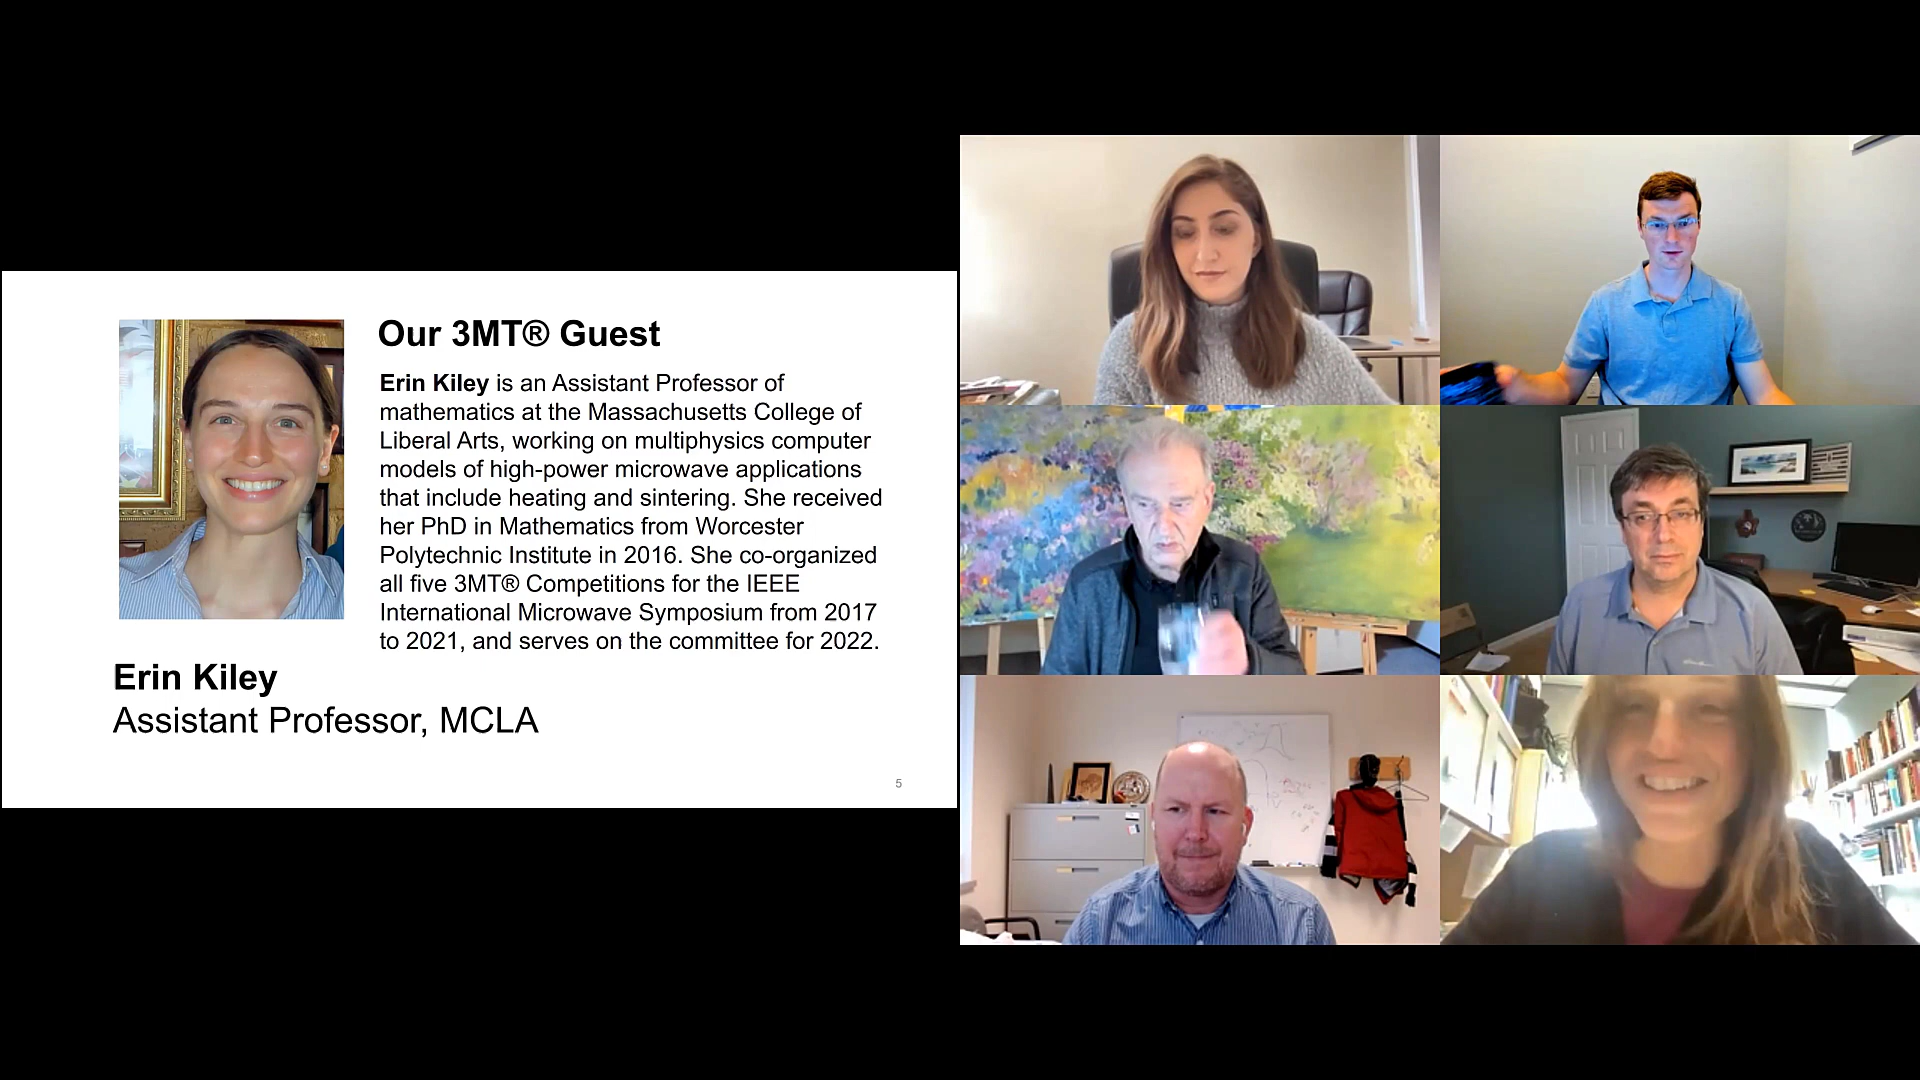 Our 3MT® Guest
Erin Kiley is an Assistant Professor of
mathematics at the Massachusetts College of
Liberal Arts, working on multiphysics computer
models of high-power microwave applications
that include heating and sintering. She received
her PhD in Mathematics from Worcester
Polytechnic Institute in 2016. She co-organized
all five 3MT® Competitions for the IEEE
International Microwave Symposium from 2017
to 2021, and serves on the committee for 2022.
Erin Kiley
Assistant Professor, MCLA
5